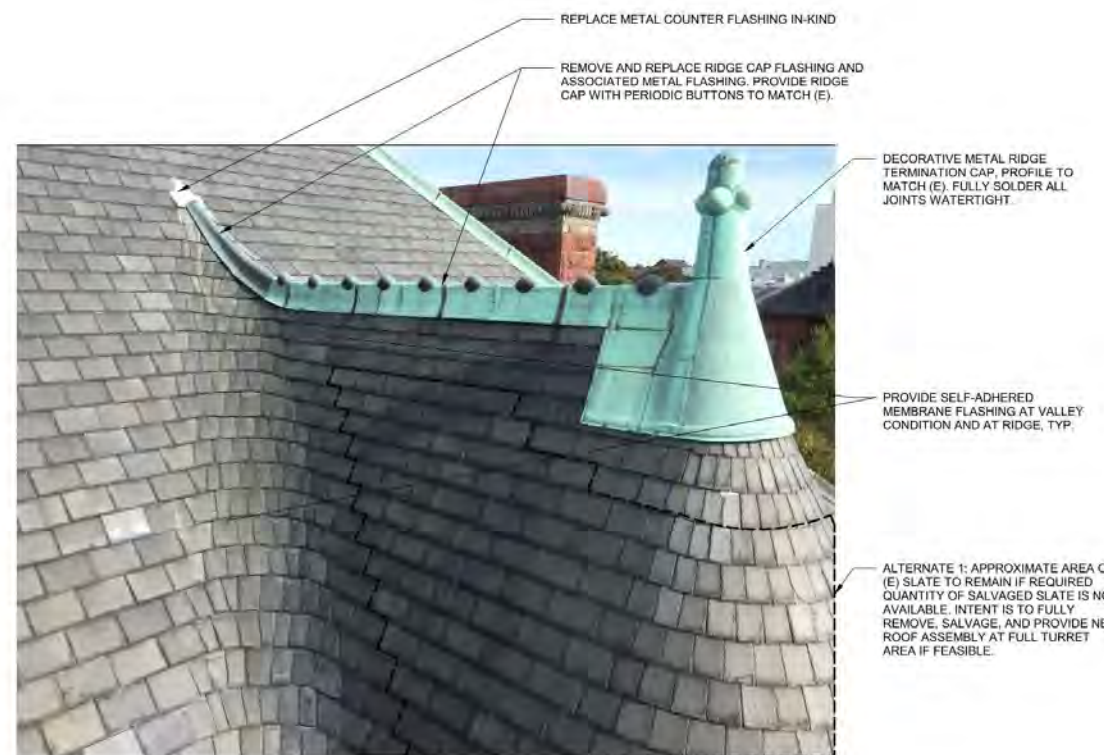 REPLACE METAL COUNTER FLASHING IN-KIND
REMOVE AND REPLACE RIDGE CAP FLASHING AND
ASSOCIATED METAL FLASHING. PROVIDE RIDGE
CAP WITH PERIODIC BUTTONS TO MATCH (E).
DECORATIVE METAL RIDGE
TERMINATION CAP, PROFILE TO
MATCH (E). FULLY SOLDER ALL
JOINTS WATERTIGHT.
PROVIDE SELF-ADHERED
MEMBRANE FLASHING AT VALLEY
CONDITION AND AT RIDGE, TYP.
ALTERNATE 1: APPROXIMATE AREA
(E) SLATE TO REMAIN IF REQUIRED
QUANTITY OF SALVAGED SLATE IS
AVAILABLE. INTENT IS TO FULLY
REMOVE, SALVAGE, AND PROVIDE
ROOF ASSEMBLY AT FULL TURRET
AREA IF FEASIBLE.